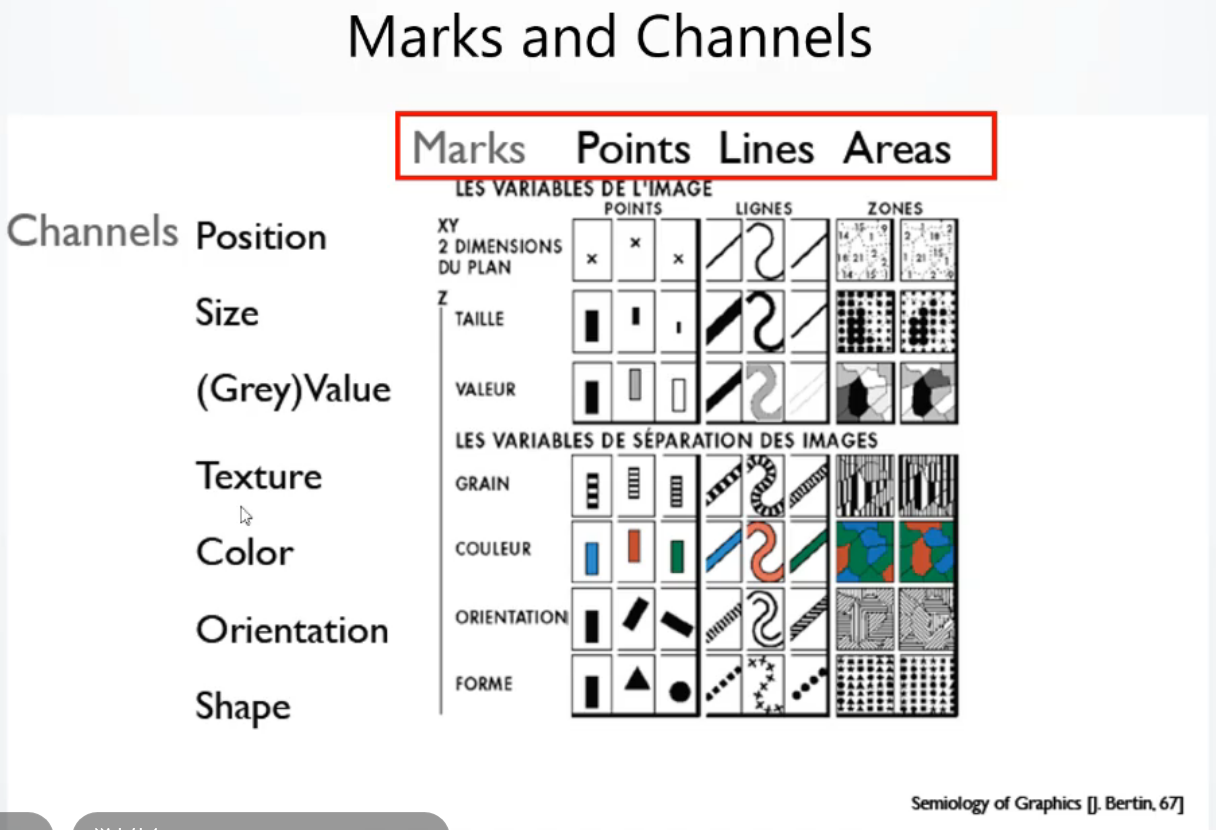 Marks and Channels
Marks Points Lines Areas
LES VARIABLES DE L'IMAGE
POINTS LIGNES ZONES
Channels Position
XY
2 DIMENSIONS
DU PLAN
Z
Size
TAILLE
(Grey)Value
VALEUR
LES VARIABLES DE SÉPARATION DES IMAGES
Texture
GRAIN
Color
COULEUR
Orientation
ORIENTATION
Shape
FORME
Semiology of Graphics [J. Bertin, 67]